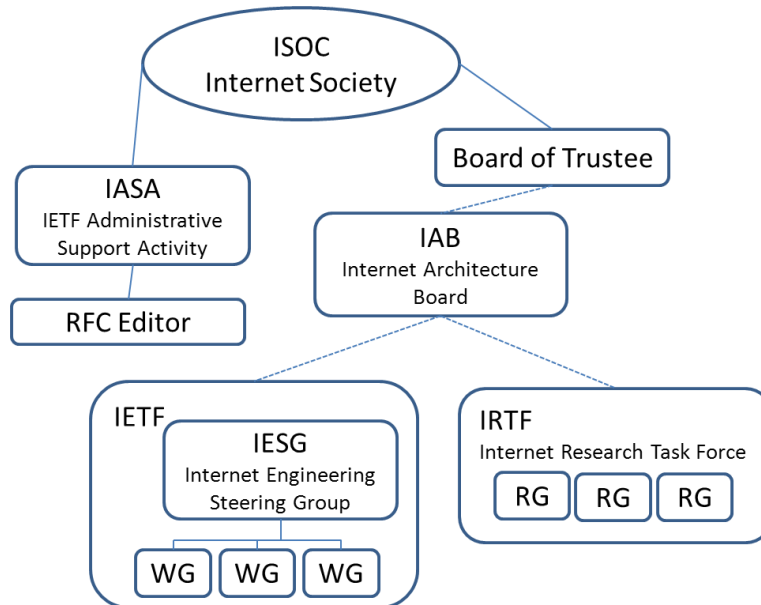 ISOC
Internet Society
Board of Trustee
IASA
IETF Administrative
Support Activity
IAB
Internet Architecture
Board
RFC Editor
IETF
IESG
Internet Engineering
Steering Group
WG
WG
WG
IRTF
Internet Research Task Force
RG
RG
RG